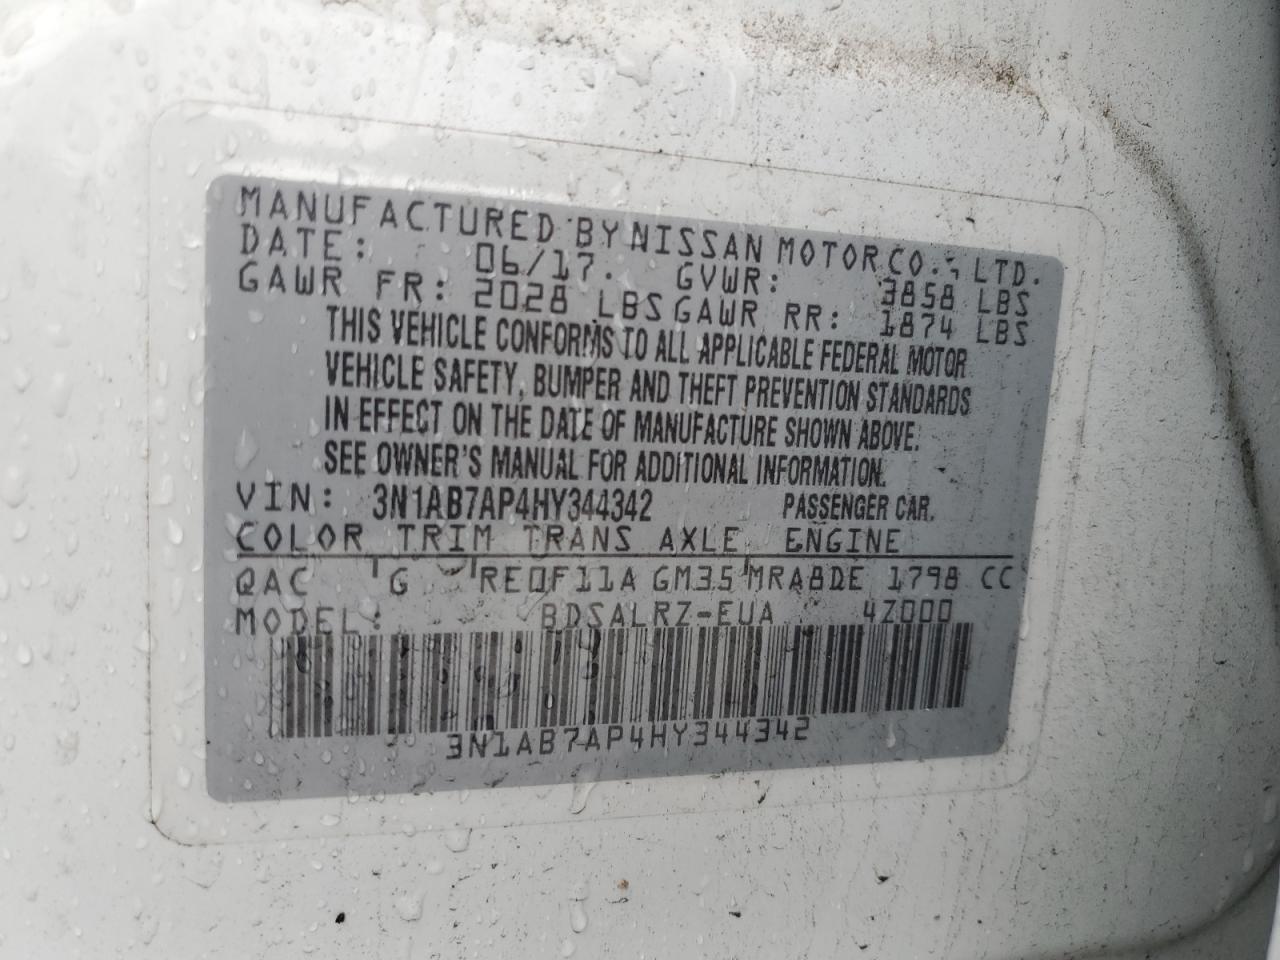 MANUFACTURED BY NISSAN MOTOR CO., LTD.
DATE: 06/17. GVWR: 3858 LBS
GAWR FR: 2028 LBS GAWR RR: 1874 LBS
THIS VEHICLE CONFORMS TO ALL APPLICABLE FEDERAL MOTOR
VEHICLE SAFETY, BUMPER AND THEFT PREVENTION STANDARDS
IN EFFECT ON THE DATE OF MANUFACTURE SHOWN ABOVE.
SEE OWNER'S MANUAL FOR ADDITIONAL INFORMATION.
VIN: 3N1AB7AP4HY344342 PASSENGER CAR.
COLOR TRIM TRANS AXLE ENGINE
QAC G RE0F11A GM35 MRA8DE 1798 CC
MODEL: BDSALRZ-EUA 4Z000
3N1AB7AP4HY344342